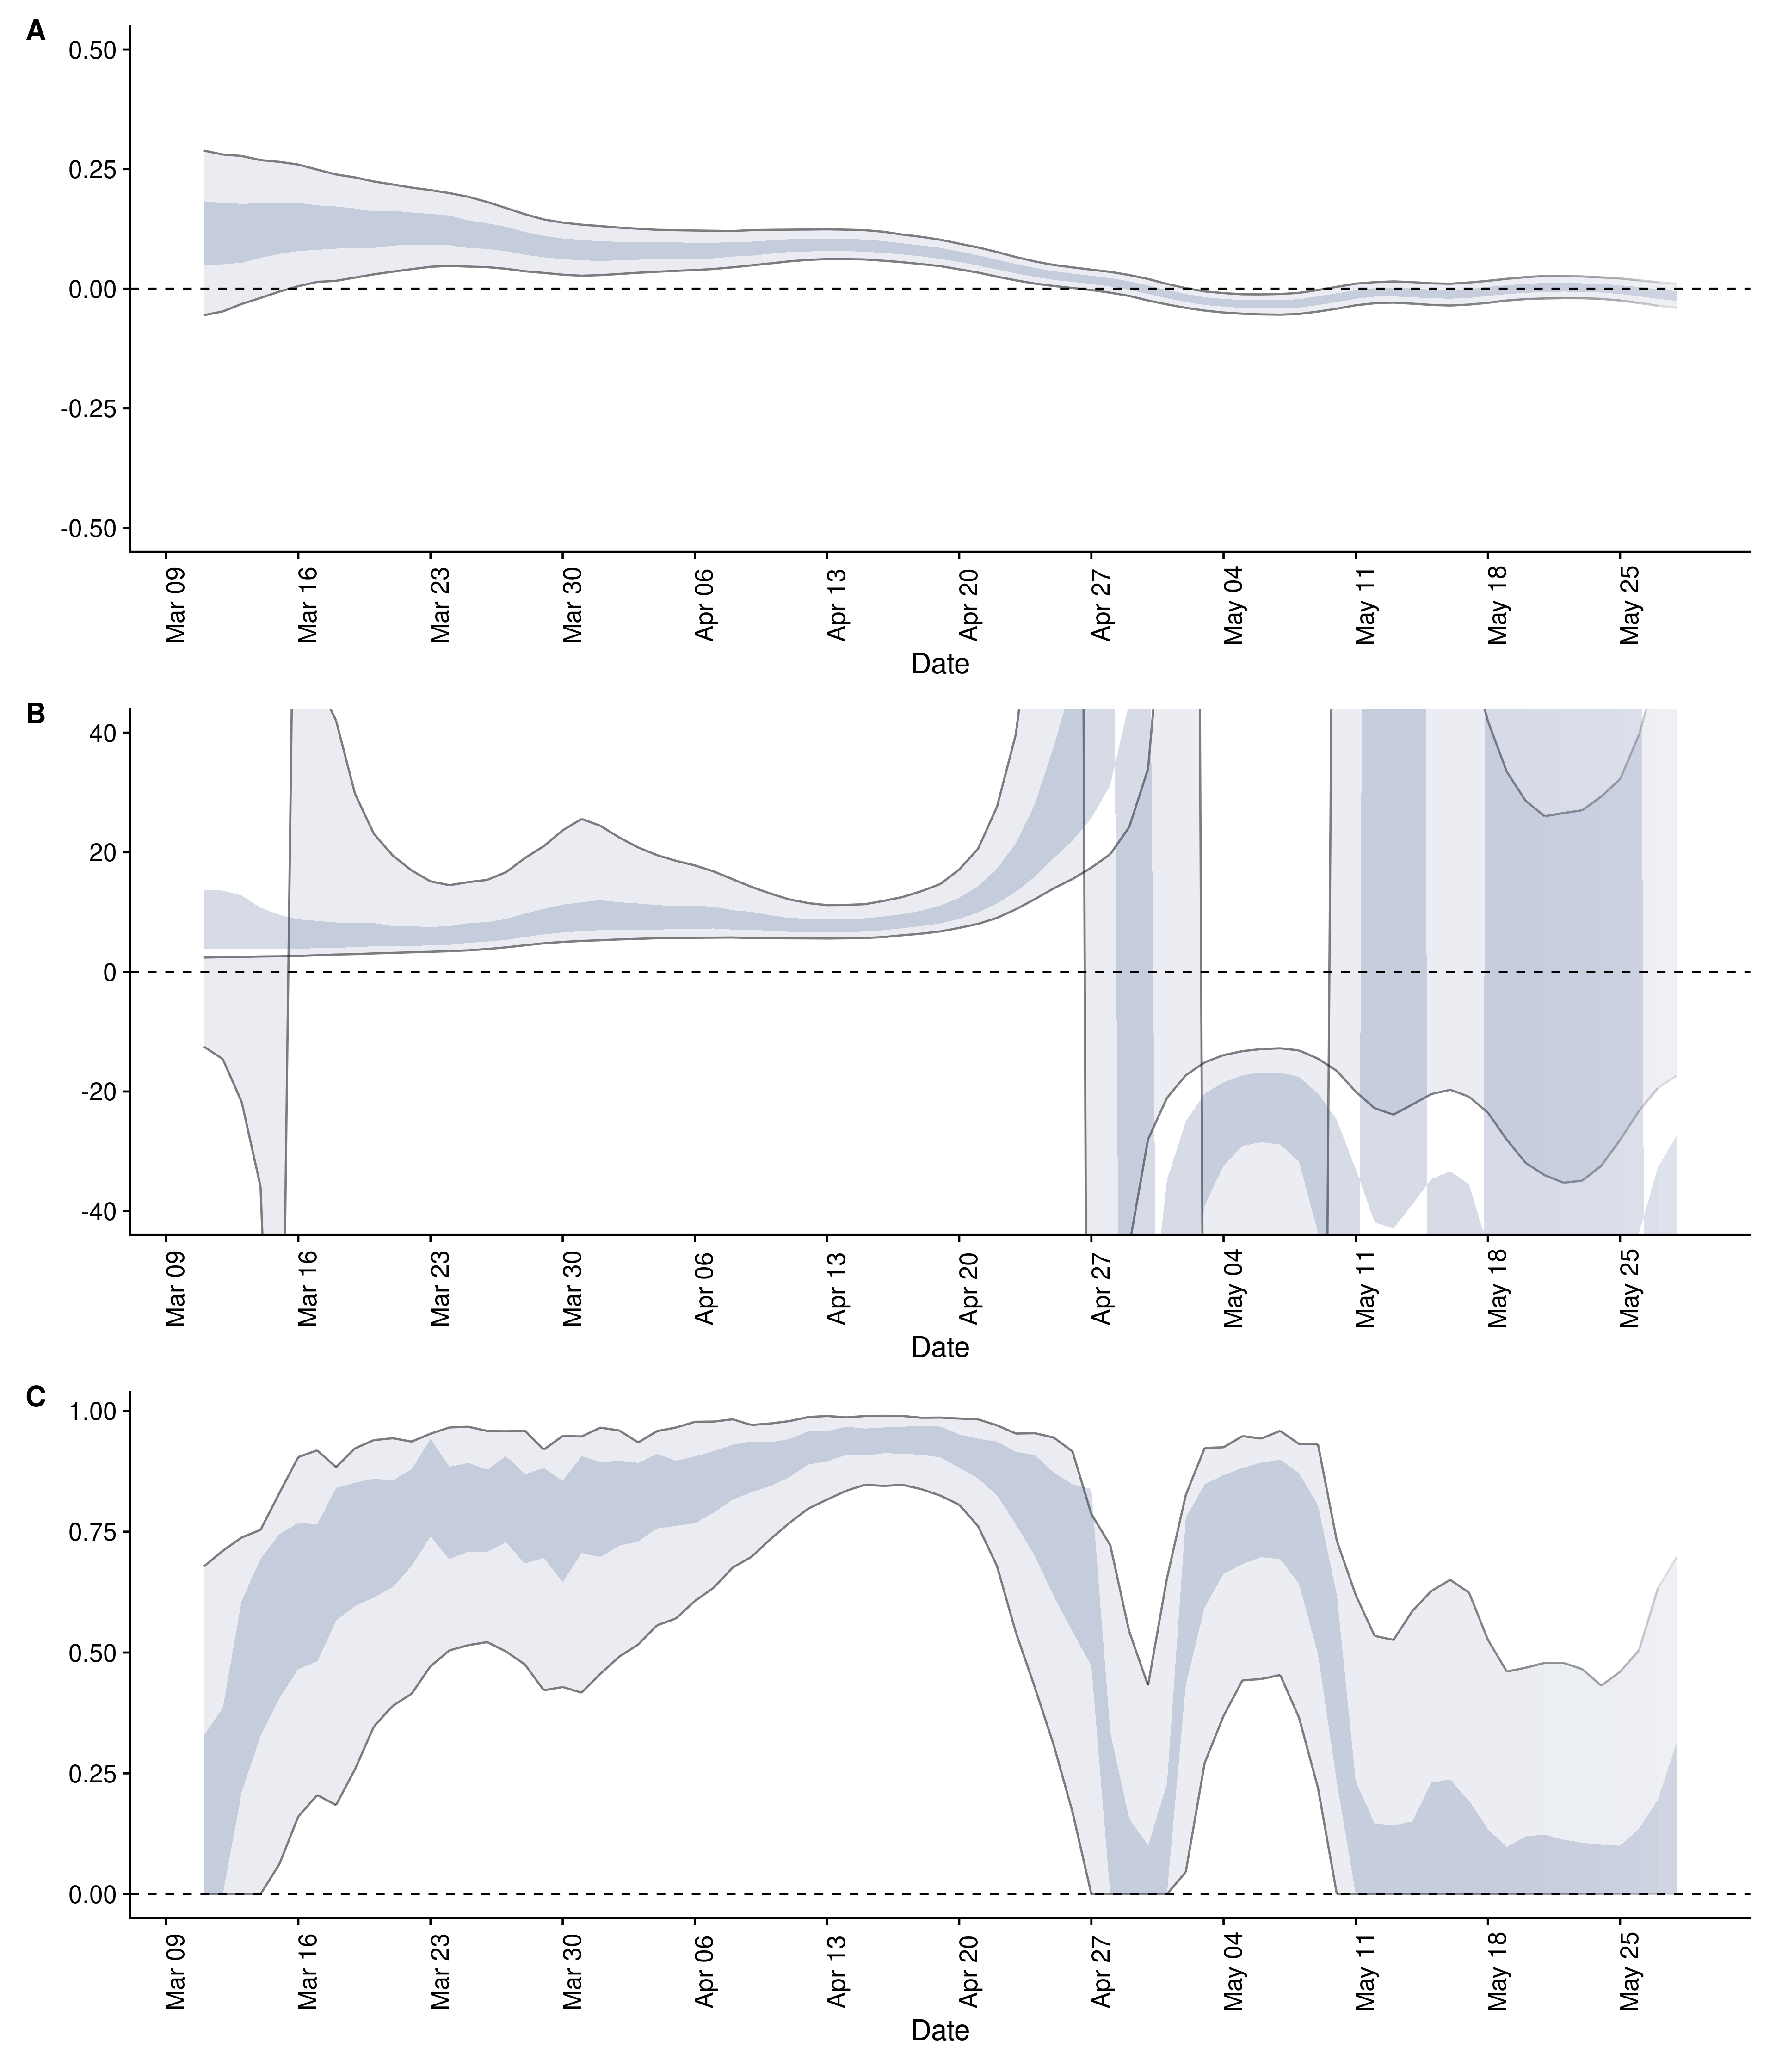 A
0.50
0.25
0.00
-0.25
-0.50
Mar 09
Mar 16
Mar 23
Mar 30
Apr 06
Apr 13
Apr 20
Apr 27
May 04
May 11
May 18
May 25
Date
B
40
20
0
-20
-40
Mar 09
Mar 16
Mar 23
Mar 30
Apr 06
Apr 13
Apr 20
Apr 27
May 04
May 11
May 18
May 25
Date
C
1.00
0.75
0.50
0.25
0.00
Mar 09
Mar 16
Mar 23
Mar 30
Apr 06
Apr 13
Apr 20
Apr 27
May 04
May 11
May 18
May 25
Date